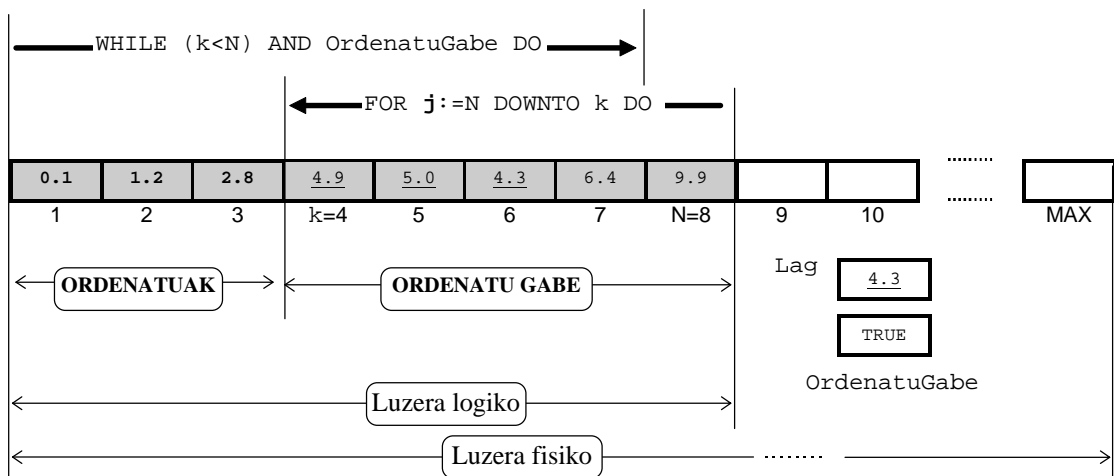 WHILE (k<N) AND OrdenatuGabe DO
FOR j:=N DOWNTO k DO
0.1 1.2 2.8 4.9 5.0 4.3 6.4 9.9
1 2 3 k=4 5 6 7 N=8 9 10 MAX
ORDENATUAK ORDENATU GABE
Lag 4.3
TRUE
OrdenatuGabe
Luzera logiko
Luzera fisiko